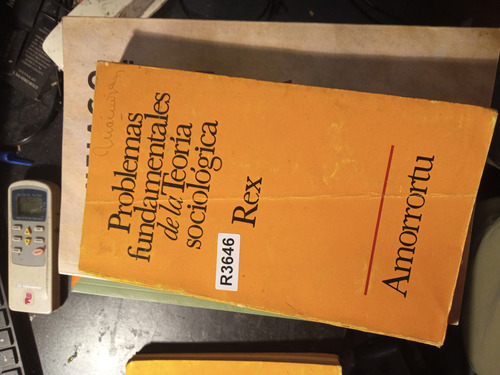 Problemas
fundamentales
de la Teoría
sociológica
Rex
R3646
Amorrortu